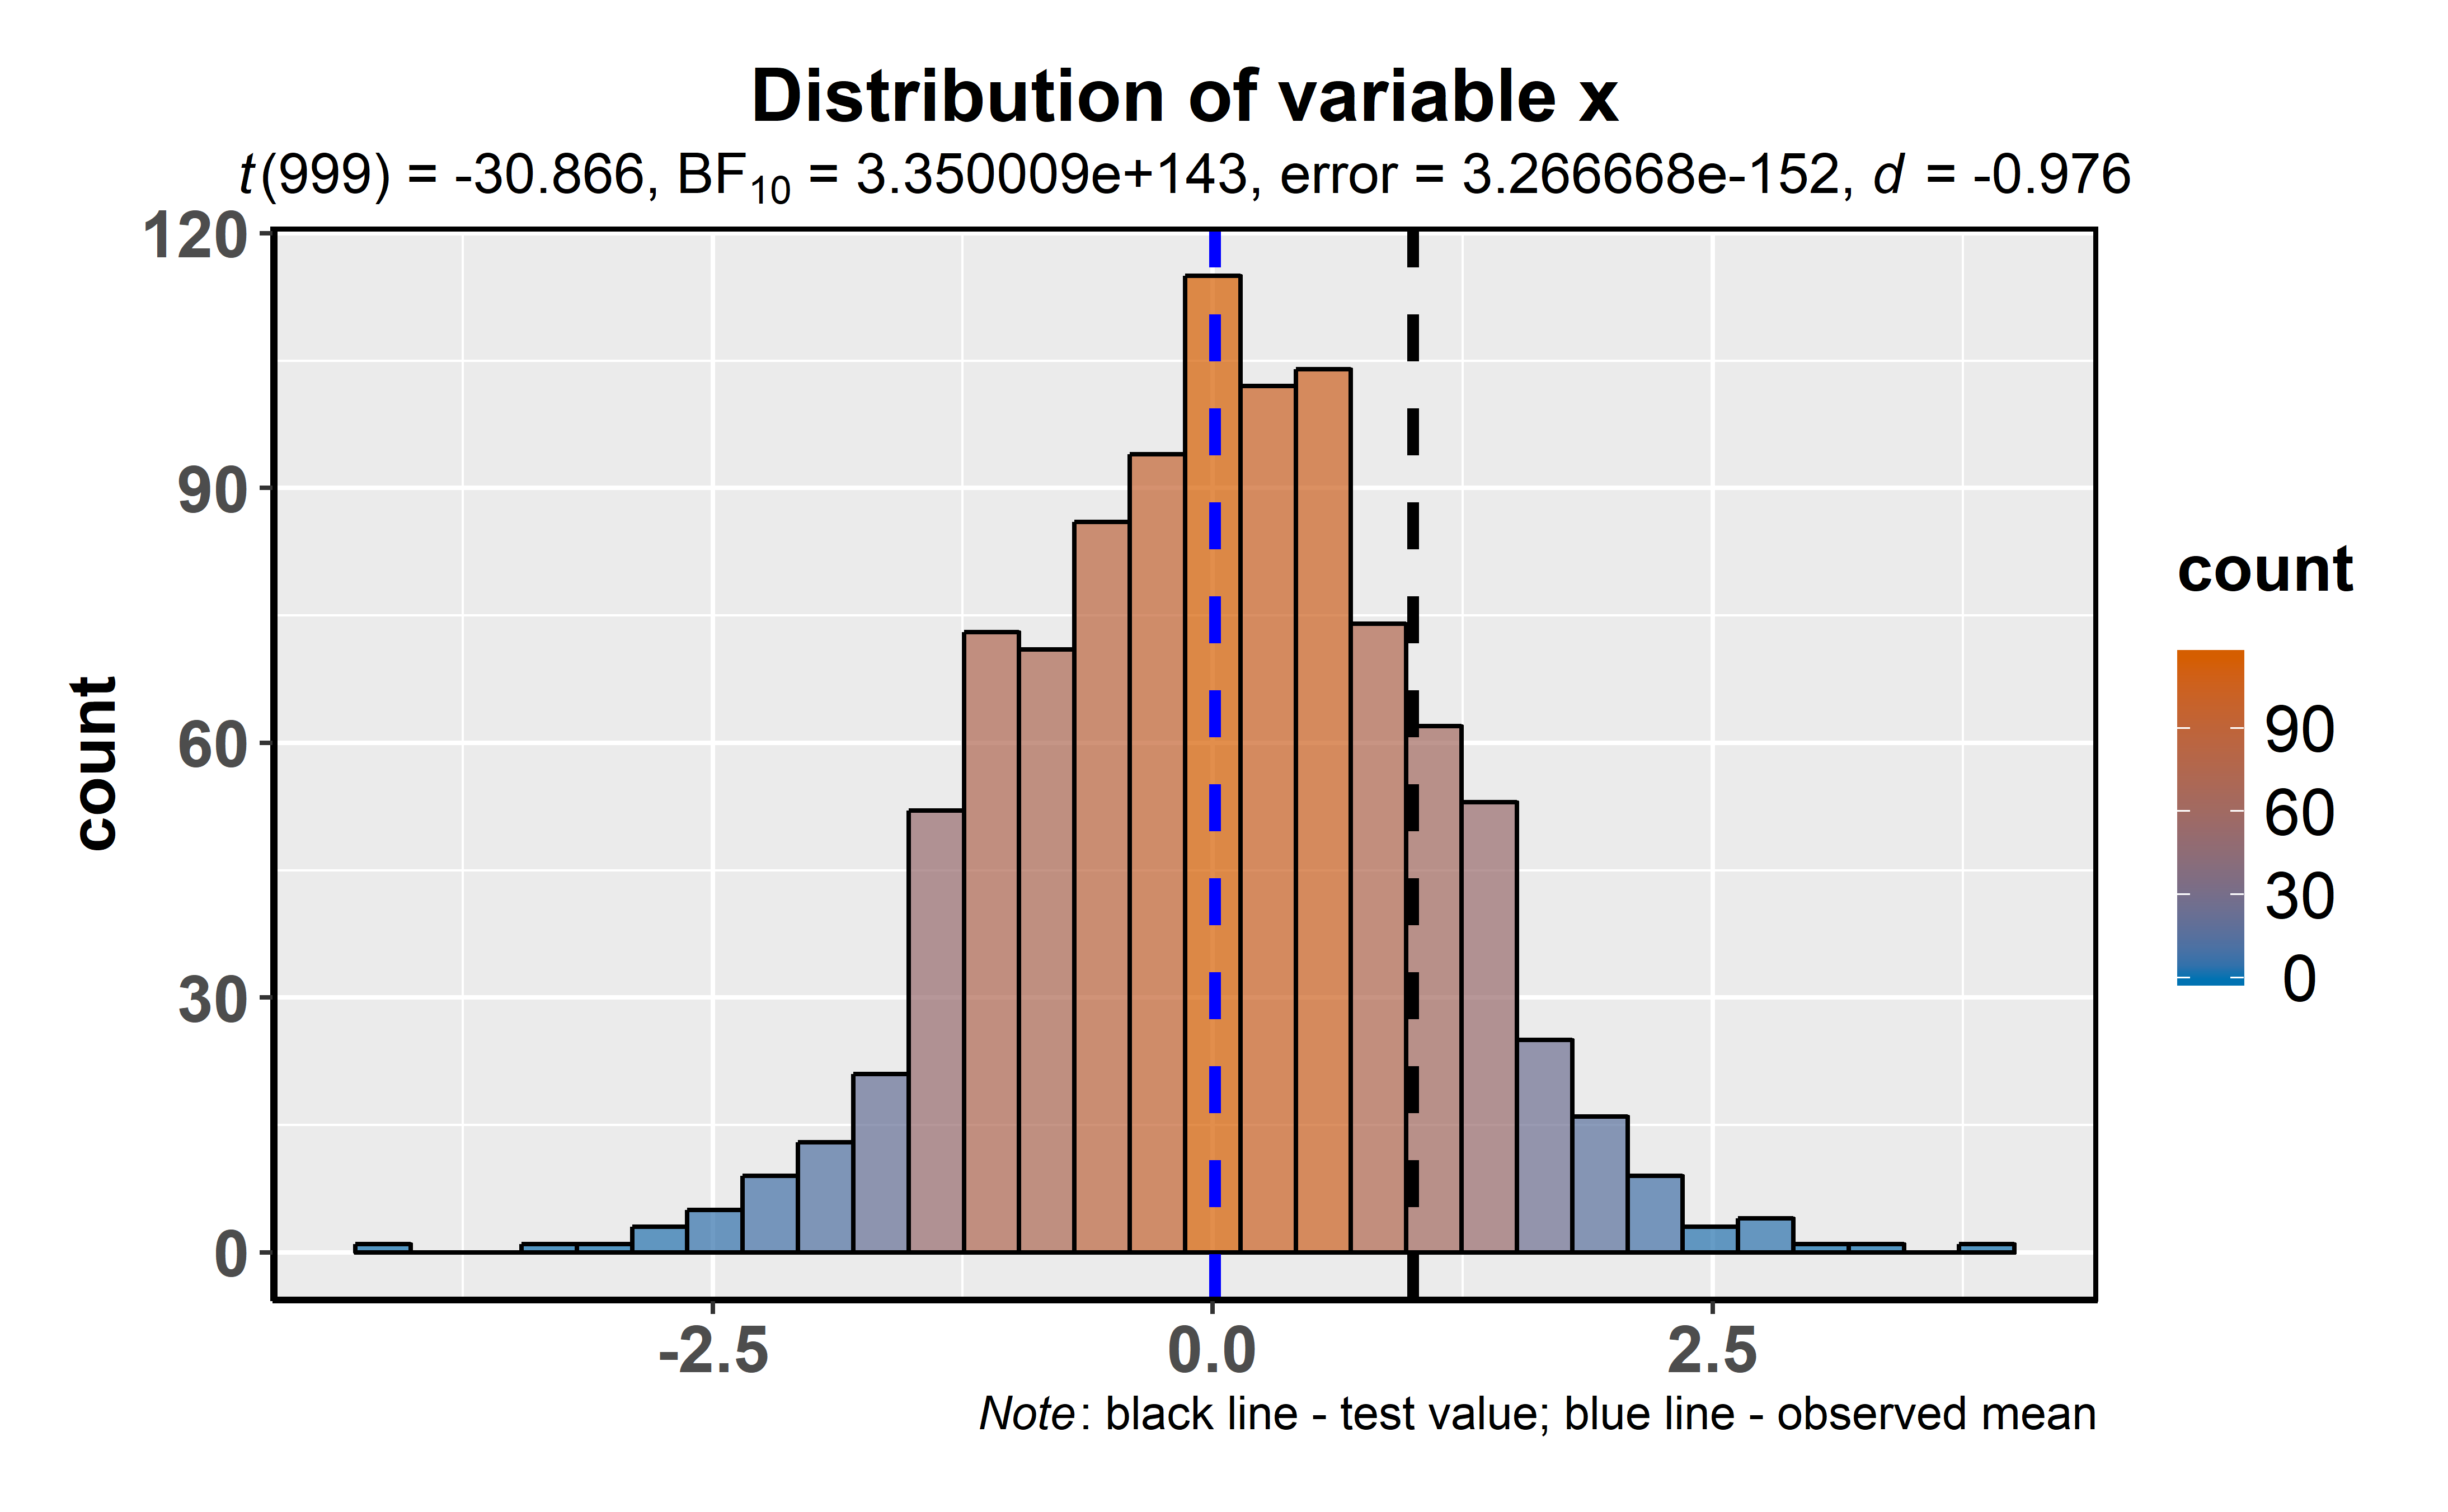 Distribution of variable x
t(999) = -30.866, BF10 = 3.350009e+143, error = 3.266668e-152, d = -0.976
120
90
60
30
0
count
-2.5 0.0 2.5
count
90
60
30
0
Note: black line - test value; blue line - observed mean